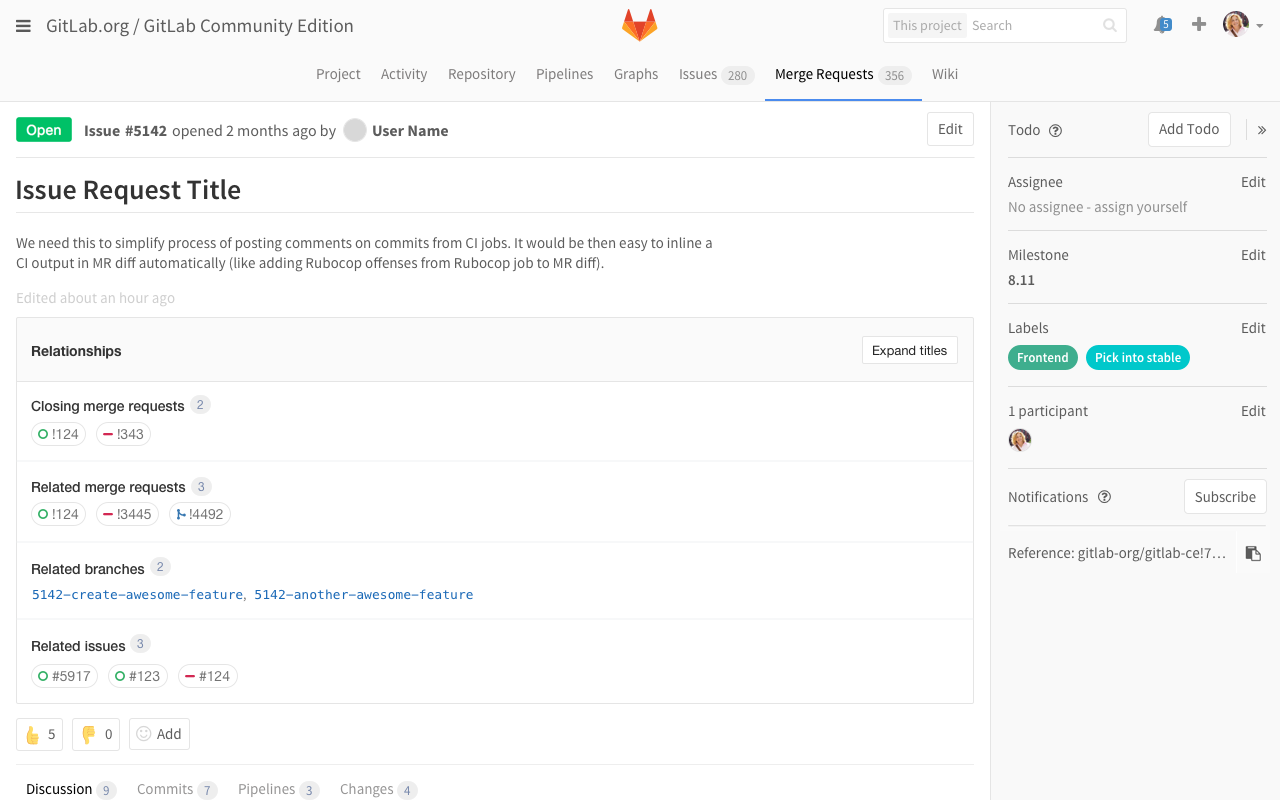 GitLab.org / GitLab Community Edition
This project Search
5
Project Activity Repository Pipelines Graphs Issues 280 Merge Requests 356 Wiki
Open Issue #5142 opened 2 months ago by User Name Edit
Issue Request Title
We need this to simplify process of posting comments on commits from CI jobs. It would be then easy to inline a
CI output in MR diff automatically (like adding Rubocop offenses from Rubocop job to MR diff).
Edited about an hour ago
Relationships Expand titles
Closing merge requests 2
!124 !343
Related merge requests 3
!124 !3445 !4492
Related branches 2
5142-create-awesome-feature, 5142-another-awesome-feature
Related issues 3
#5917 #123 #124
5 0 Add
Discussion 9 Commits 7 Pipelines 3 Changes 4
Todo ? Add Todo »
Assignee Edit
No assignee - assign yourself
Milestone Edit
8.11
Labels Edit
Frontend Pick into stable
1 participant Edit
Notifications ? Subscribe
Reference: gitlab-org/gitlab-ce!7…